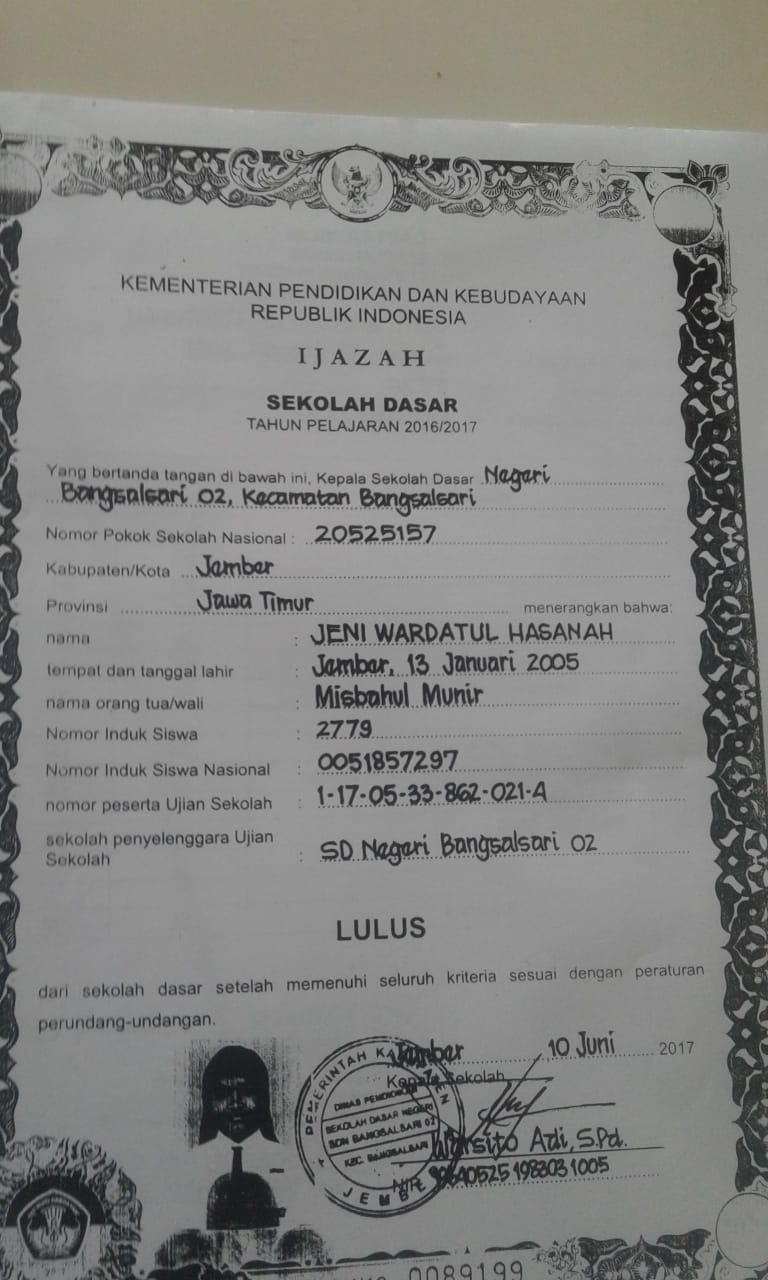 KEMENTERIAN PENDIDIKAN DAN KEBUDAYAAN
REPUBLIK INDONESIA
IJAZAH
SEKOLAH DASAR
TAHUN PELAJARAN 2016/2017
Yang bertanda tangan di bawah ini, Kepala Sekolah Dasar Negeri
Bangsalsari 02, Kecamatan Bangsalsari
Nomor Pokok Sekolah Nasional : 20525157
Kabupaten/Kota Jember
Provinsi Jawa Timur menerangkan bahwa:
nama : JENI WARDATUL HASANAH
tempat dan tanggal lahir : Jember, 13 Januari 2005
nama orang tua/wali : Misbahul Munir
Nomor Induk Siswa : 2779
Nomor Induk Siswa Nasional : 0051857297
nomor peserta Ujian Sekolah : 1-17-05-33-862-021-A
sekolah penyelenggara Ujian
Sekolah : SD Negeri Bangsalsari 02
LULUS
dari sekolah dasar setelah memenuhi seluruh kriteria sesuai dengan peraturan
perundang-undangan.
Jember, 10 Juni 2017
Kepala Sekolah
PEMERINTAH KABUPATEN
DINAS PENDIDIKAN
SEKOLAH DASAR NEGERI
SDN BANGSALSARI 02
KEC. BANGSALSARI
JEMBER
Warsito Adi, S.Pd.
NIP. 19640525 198303 1005
0089199